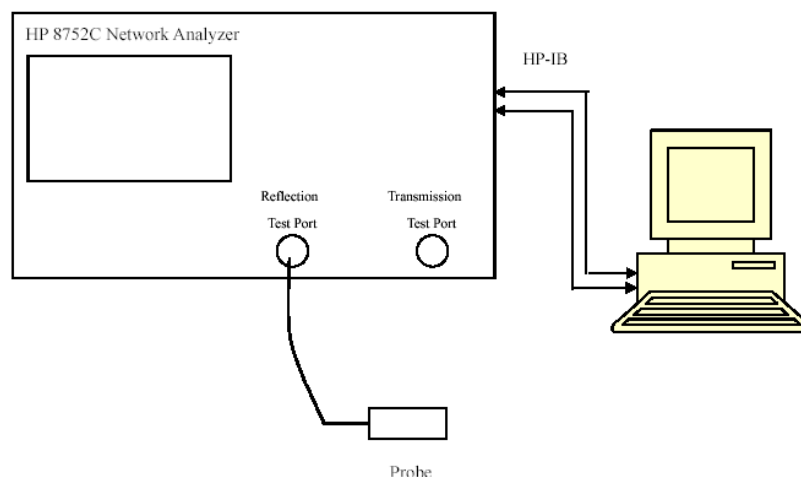 HP 8752C Network Analyzer
HP-IB
Reflection
Test Port
Transmission
Test Port
Probe